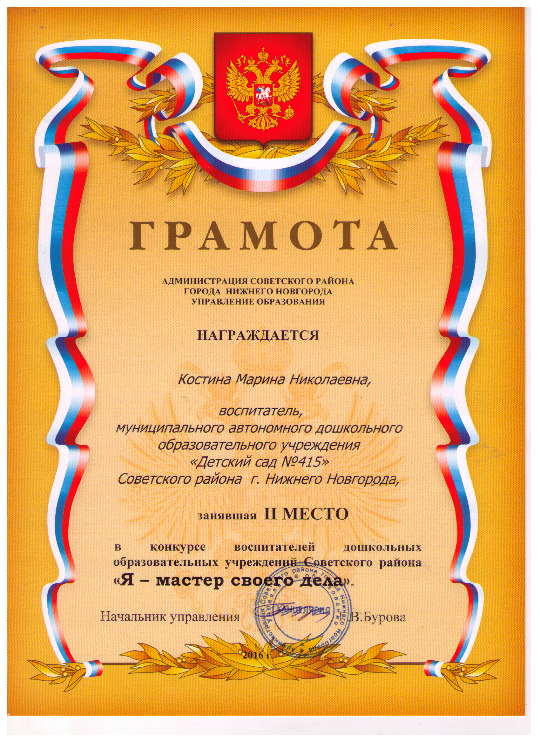 ГРАМОТА
АДМИНИСТРАЦИЯ СОВЕТСКОГО РАЙОНА
ГОРОДА НИЖНЕГО НОВГОРОДА
УПРАВЛЕНИЕ ОБРАЗОВАНИЯ
НАГРАЖДАЕТСЯ
Костина Марина Николаевна,
воспитатель,
муниципального автономного дошкольного
образовательного учреждения
«Детский сад №415»
Советского района г. Нижнего Новгорода,
занявшая II МЕСТО
в конкурсе воспитателей дошкольных
образовательных учреждений Советского района
«Я – мастер своего дела».
Начальник управления
Канцелярия
В.Бурова
2016 г.